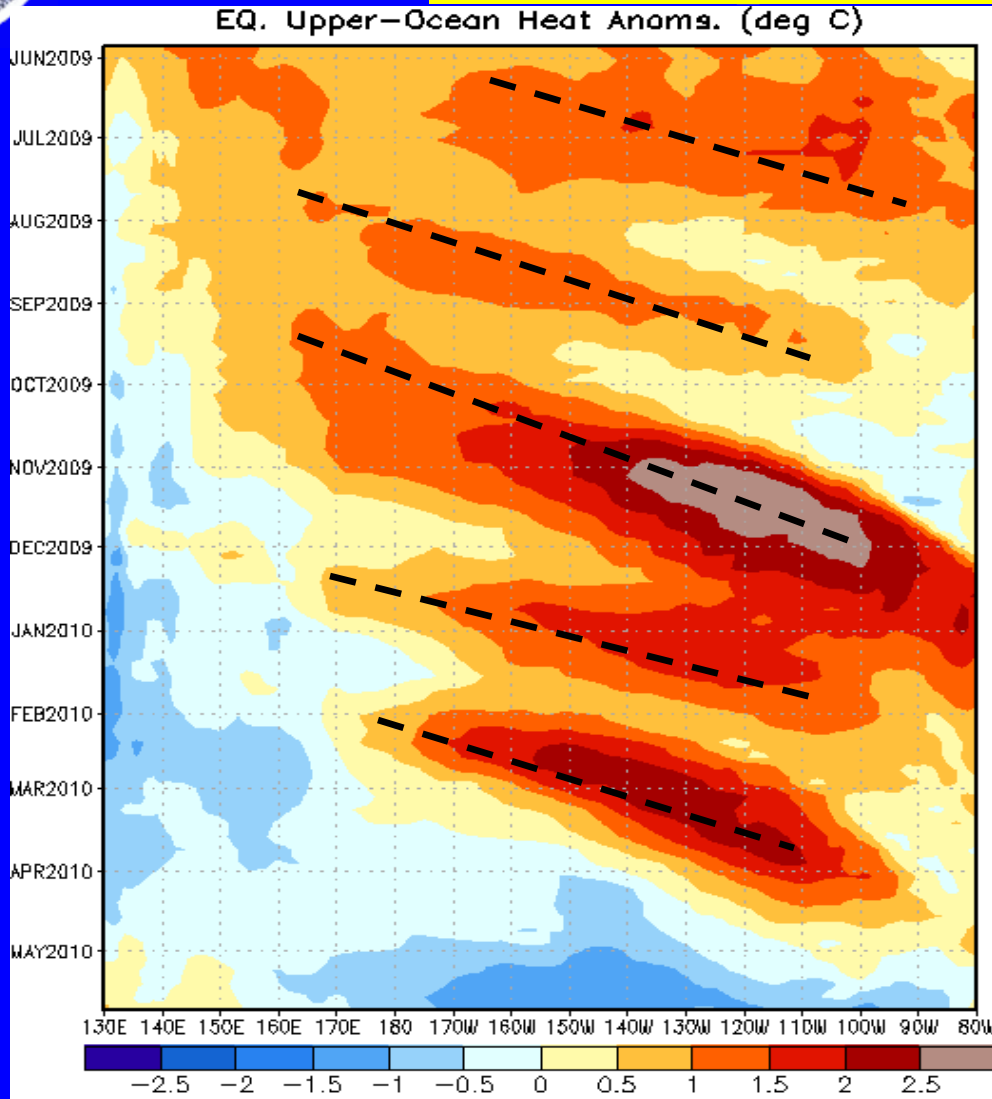 EQ. Upper-Ocean Heat Anoms. (deg C)
JUN2009
JUL2009
AUG2009
SEP2009
OCT2009
NOV2009
DEC2009
JAN2010
FEB2010
MAR2010
APR2010
MAY2010
130E 140E 150E 160E 170E 180 170W 160W 150W 140W 130W 120W 110W 100W 90W 80W
-2.5 -2 -1.5 -1 -0.5 0 0.5 1 1.5 2 2.5